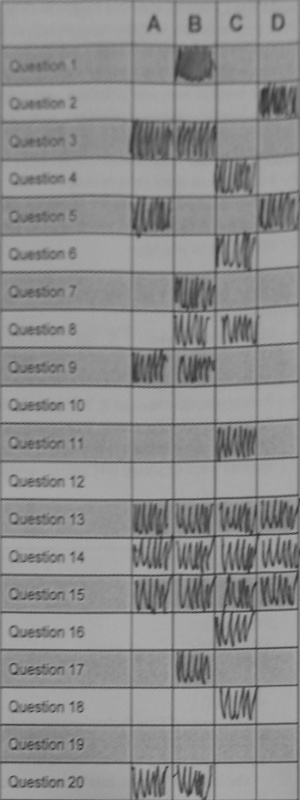 A B C D
Question 1
Question 2
Question 3
Question 4
Question 5
Question 6
Question 7
Question 8
Question 9
Question 10
Question 11
Question 12
Question 13
Question 14
Question 15
Question 16
Question 17
Question 18
Question 19
Question 20